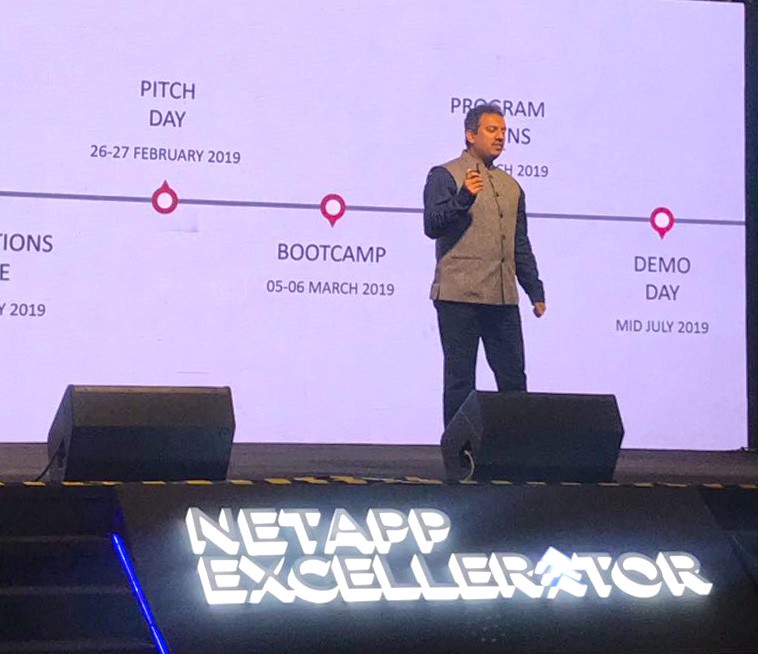 PITCH
DAY
26-27 FEBRUARY 2019
PROGRAM
2019
BOOTCAMP
05-06 MARCH 2019
DEMO
DAY
MID JULY 2019
2019
NETAPP
EXCELLERATOR